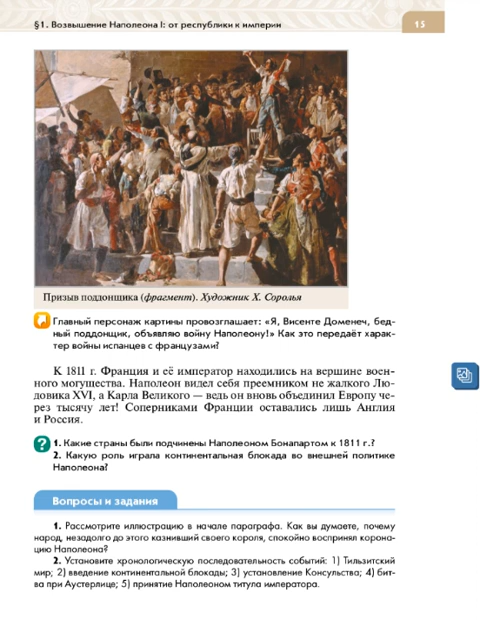 §1. Возвышение Наполеона I: от республики к империи
15
Призыв поддонщика (фрагмент). Художник Х. Соролья
Главный персонаж картины провозглашает: «Я, Висенте Доменеч, бед-
ный поддонщик, объявляю войну Наполеону!» Как это передаёт харак-
тер войны испанцев с французами?
К 1811 г. Франция и её император находились на вершине воен-
ного могущества. Наполеон видел себя преемником не жалкого Лю-
довика XVI, а Карла Великого — ведь он вновь объединил Европу че-
рез тысячу лет! Соперниками Франции оставались лишь Англия
и Россия.
? 1. Какие страны были подчинены Наполеоном Бонапартом к 1811 г.?
2. Какую роль играла континентальная блокада во внешней политике
Наполеона?
Вопросы и задания
1. Рассмотрите иллюстрацию в начале параграфа. Как вы думаете, почему
народ, незадолго до этого казнивший своего короля, спокойно воспринял корона-
цию Наполеона?
2. Установите хронологическую последовательность событий: 1) Тильзитский
мир; 2) введение континентальной блокады; 3) установление Консульства; 4) бит-
ва при Аустерлице; 5) принятие Наполеоном титула императора.